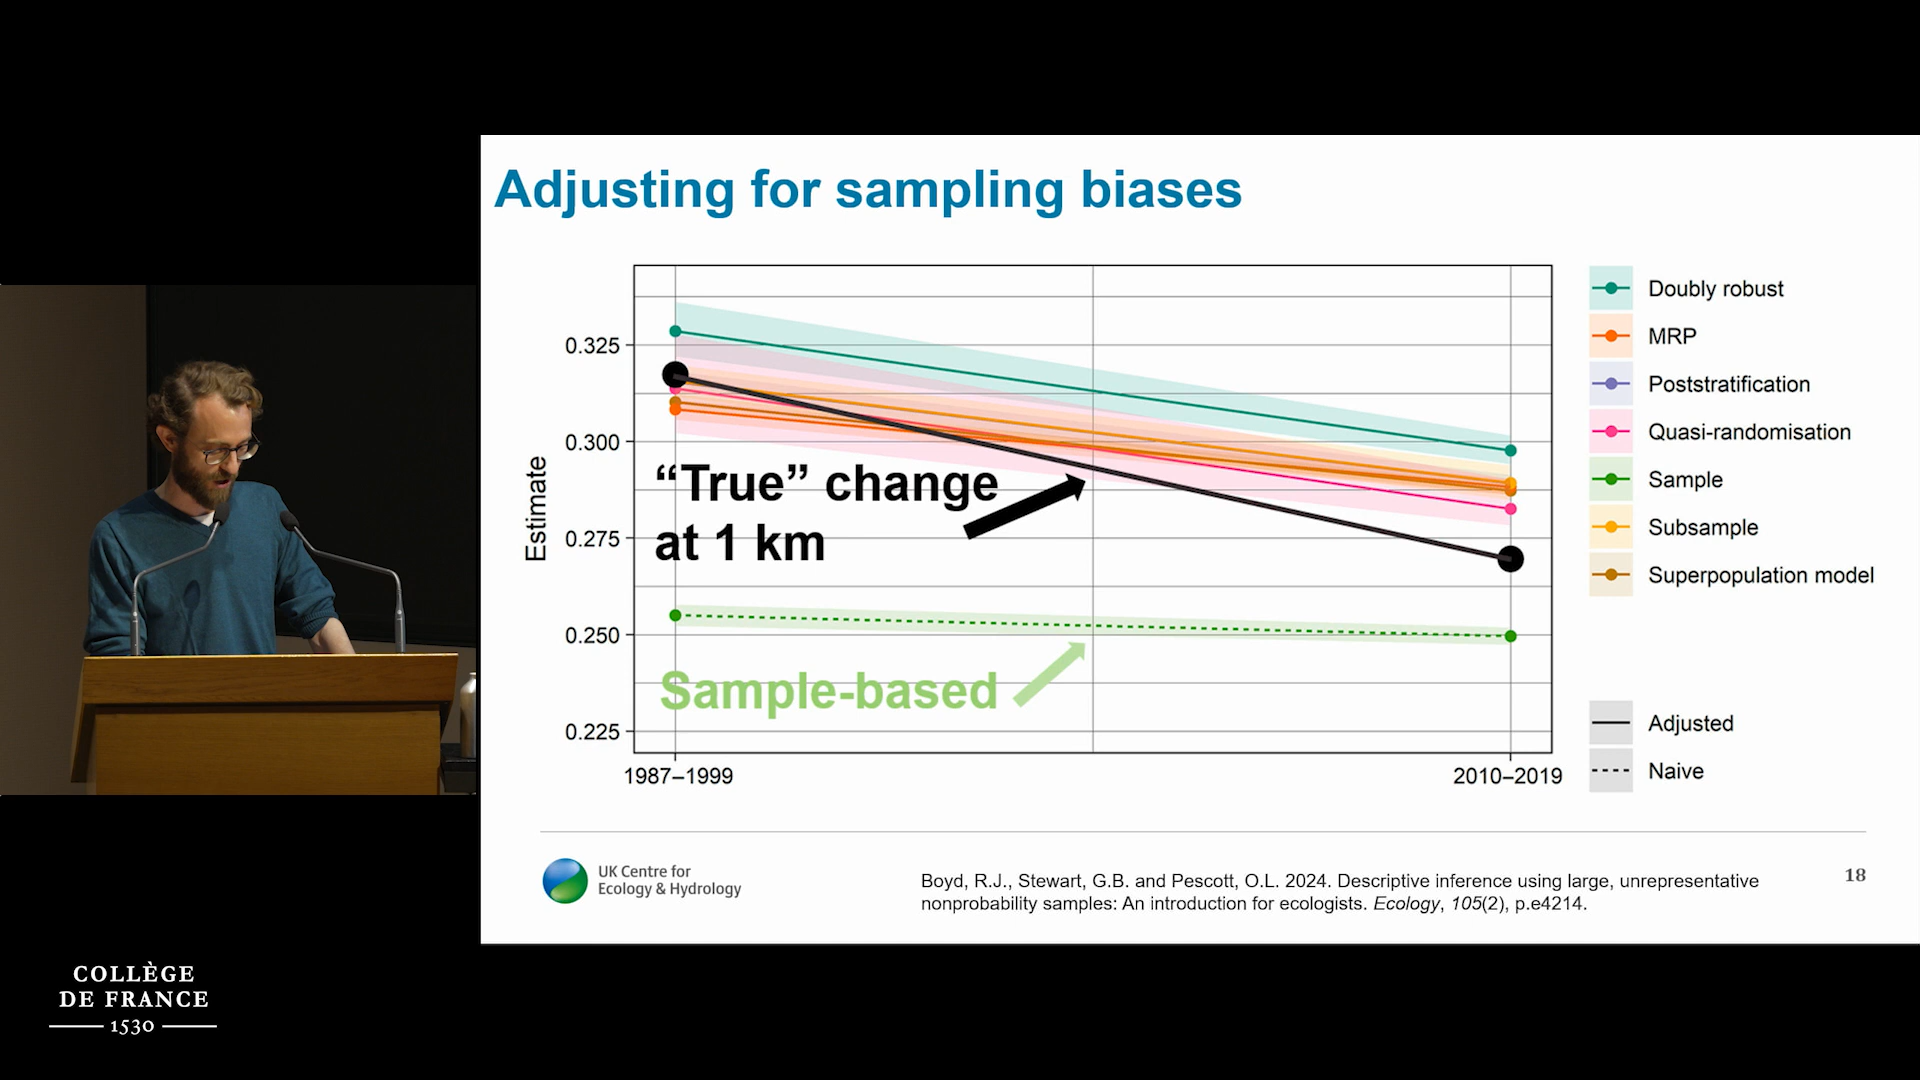 Adjusting for sampling biases
Estimate
0.325
0.300
0.275
0.250
0.225
1987–1999
2010–2019
“True” change
at 1 km
Sample-based
Doubly robust
MRP
Poststratification
Quasi-randomisation
Sample
Subsample
Superpopulation model
Adjusted
Naive
UK Centre for
Ecology & Hydrology
Boyd, R.J., Stewart, G.B. and Pescott, O.L. 2024. Descriptive inference using large, unrepresentative
nonprobability samples: An introduction for ecologists. Ecology, 105(2), p.e4214.
18
COLLÈGE
DE FRANCE
1530